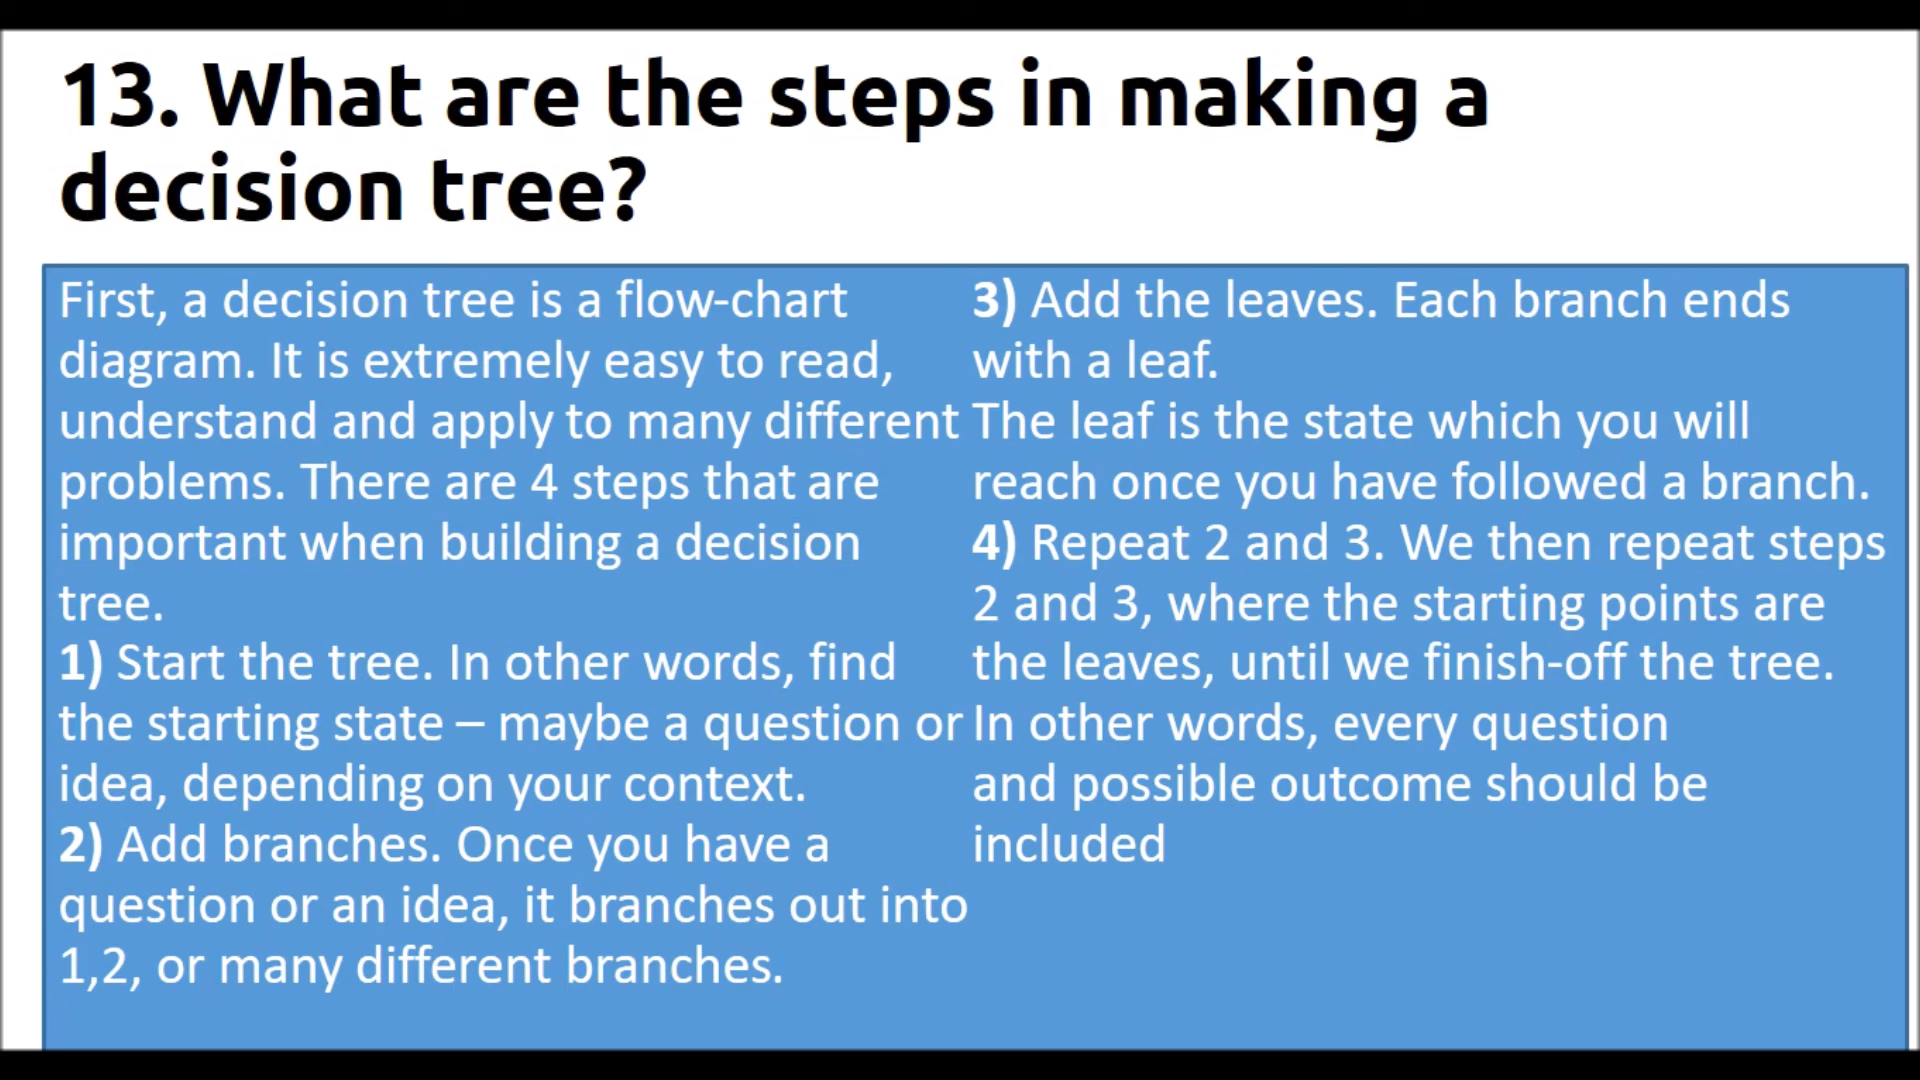 13. What are the steps in making a
decision tree?
First, a decision tree is a flow-chart
diagram. It is extremely easy to read,
understand and apply to many different
problems. There are 4 steps that are
important when building a decision
tree.
1) Start the tree. In other words, find
the starting state – maybe a question or
idea, depending on your context.
2) Add branches. Once you have a
question or an idea, it branches out into
1,2, or many different branches.
3) Add the leaves. Each branch ends
with a leaf.
The leaf is the state which you will
reach once you have followed a branch.
4) Repeat 2 and 3. We then repeat steps
2 and 3, where the starting points are
the leaves, until we finish-off the tree.
In other words, every question
and possible outcome should be
included